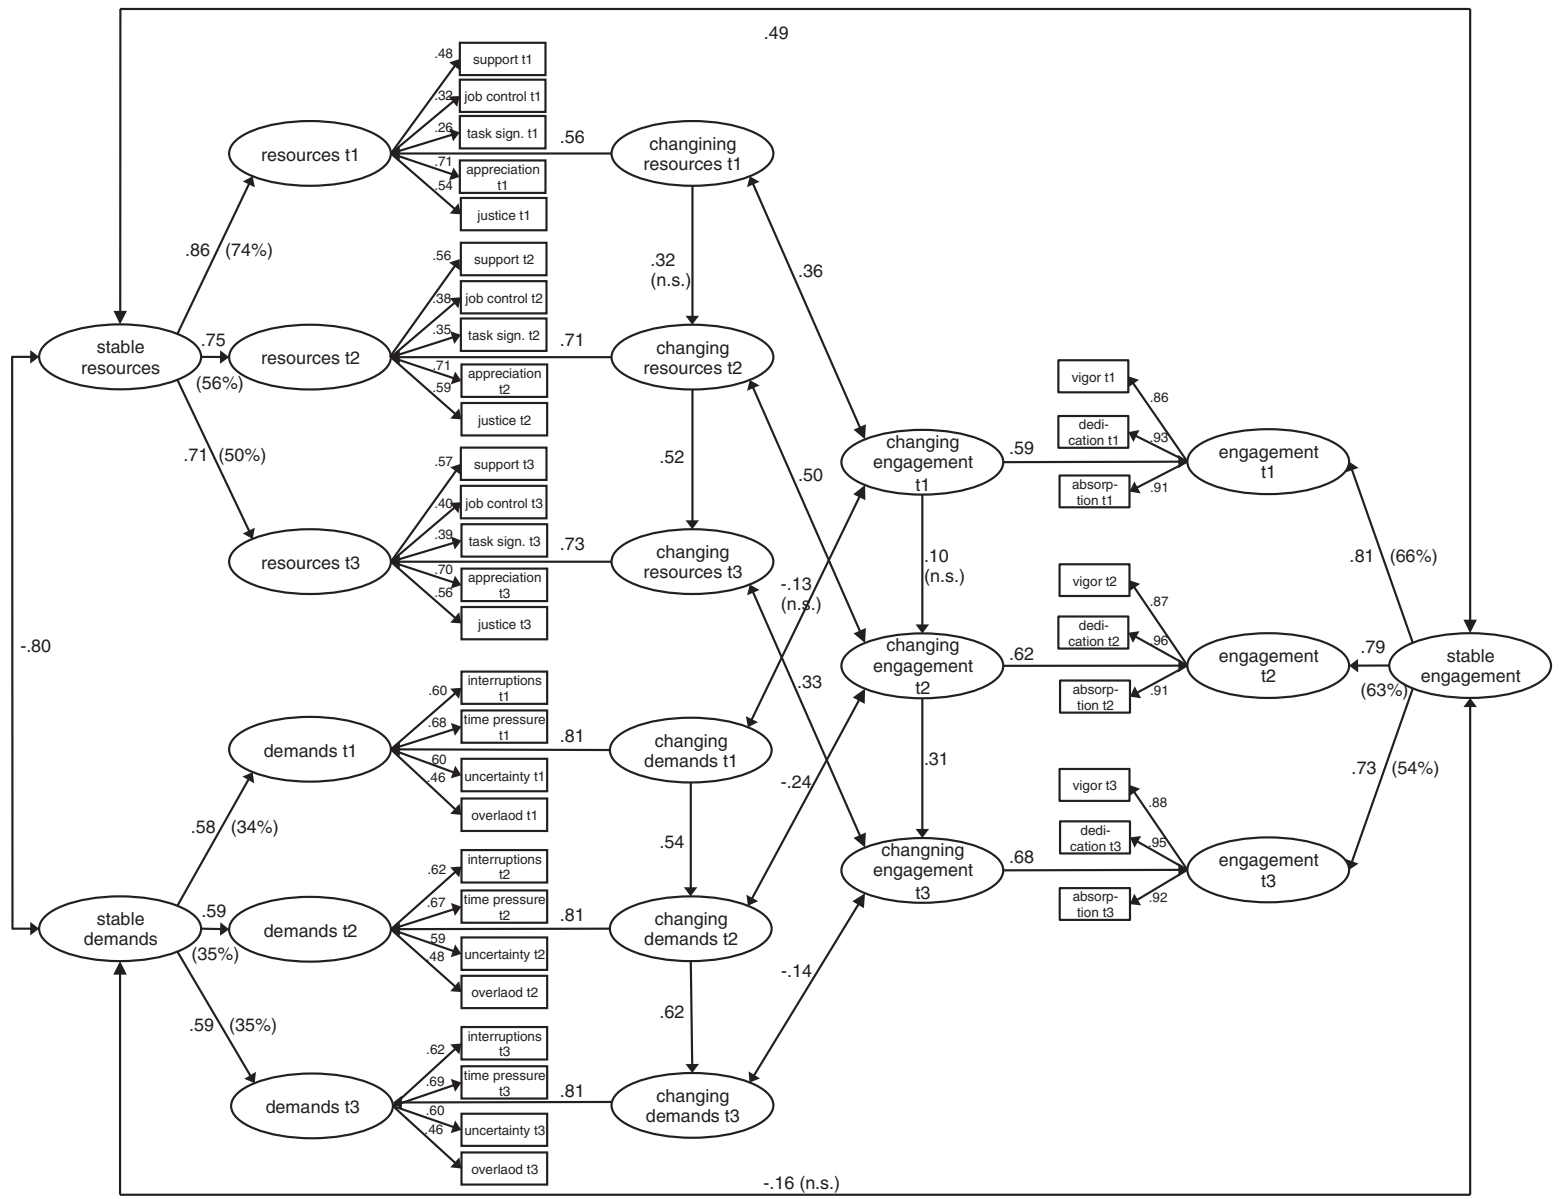 .49
.48
support t1
.32
job control t1
.26
task sign. t1
.71
appreciation
t1
.54
justice t1
resources t1
.56
changining
resources t1
.86
(74%)
.32
(n.s.)
.36
.56
support t2
.38
job control t2
.35
task sign. t2
.71
appreciation
t2
.59
justice t2
stable
resources
.75
(56%)
resources t2
.71
changing
resources t2
.71
(50%)
.52
.50
.57
support t3
.40
job control t3
.39
task sign. t3
.70
appreciation
t3
.56
justice t3
resources t3
.73
changing
resources t3
vigor t1
.86
dedi-
cation t1
.93
absorp-
tion t1
.91
changing
engagement
t1
.59
engagement
t1
-.13
(n.s.)
.10
(n.s.)
.81
(66%)
-.80
vigor t2
.87
dedi-
cation t2
.96
absorp-
tion t2
.91
changing
engagement
t2
.62
engagement
t2
.79
(63%)
stable
engagement
.33
.60
interruptions
t1
.68
time pressure
t1
.60
uncertainty t1
.46
overlaod t1
demands t1
.81
changing
demands t1
-.24
.31
.73
(54%)
vigor t3
.88
dedi-
cation t3
.95
absorp-
tion t3
.92
.58
(34%)
.54
changning
engagement
t3
.68
engagement
t3
.62
interruptions
t2
.67
time pressure
t2
.59
uncertainty t2
.48
overlaod t2
stable
demands
.59
(35%)
demands t2
.81
changing
demands t2
-.14
.59
(35%)
.62
.62
interruptions
t3
.69
time pressure
t3
.60
uncertainty t3
.46
overlaod t3
demands t3
.81
changing
demands t3
-.16 (n.s.)